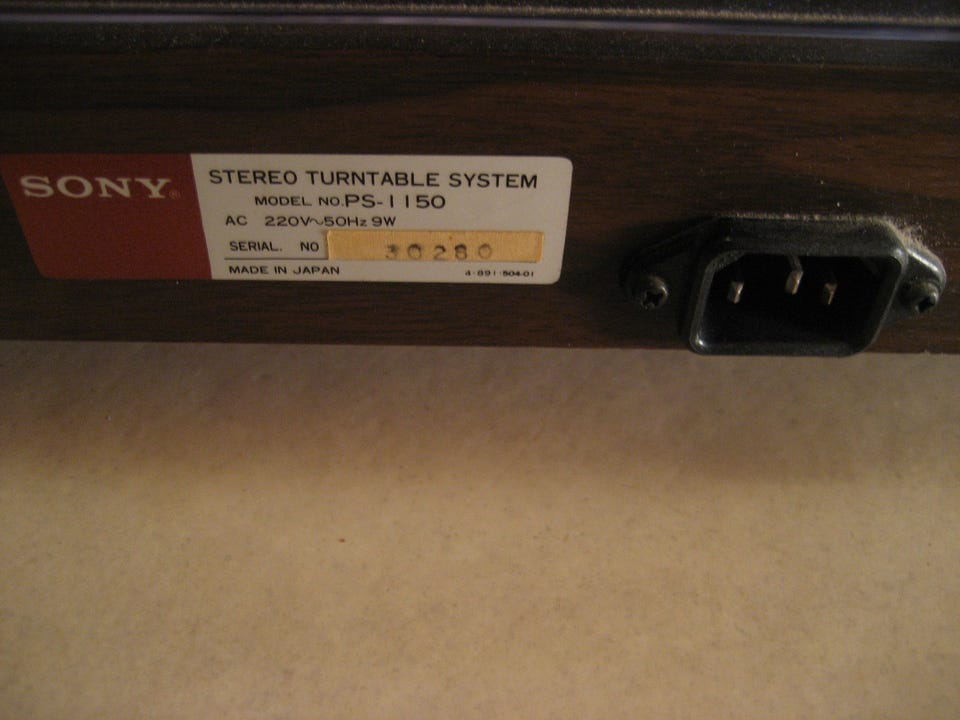 SONY®
STEREO TURNTABLE SYSTEM
MODEL NO. PS-1150
AC 220V~50Hz 9W
SERIAL. NO 30280
MADE IN JAPAN 4-891-504-01